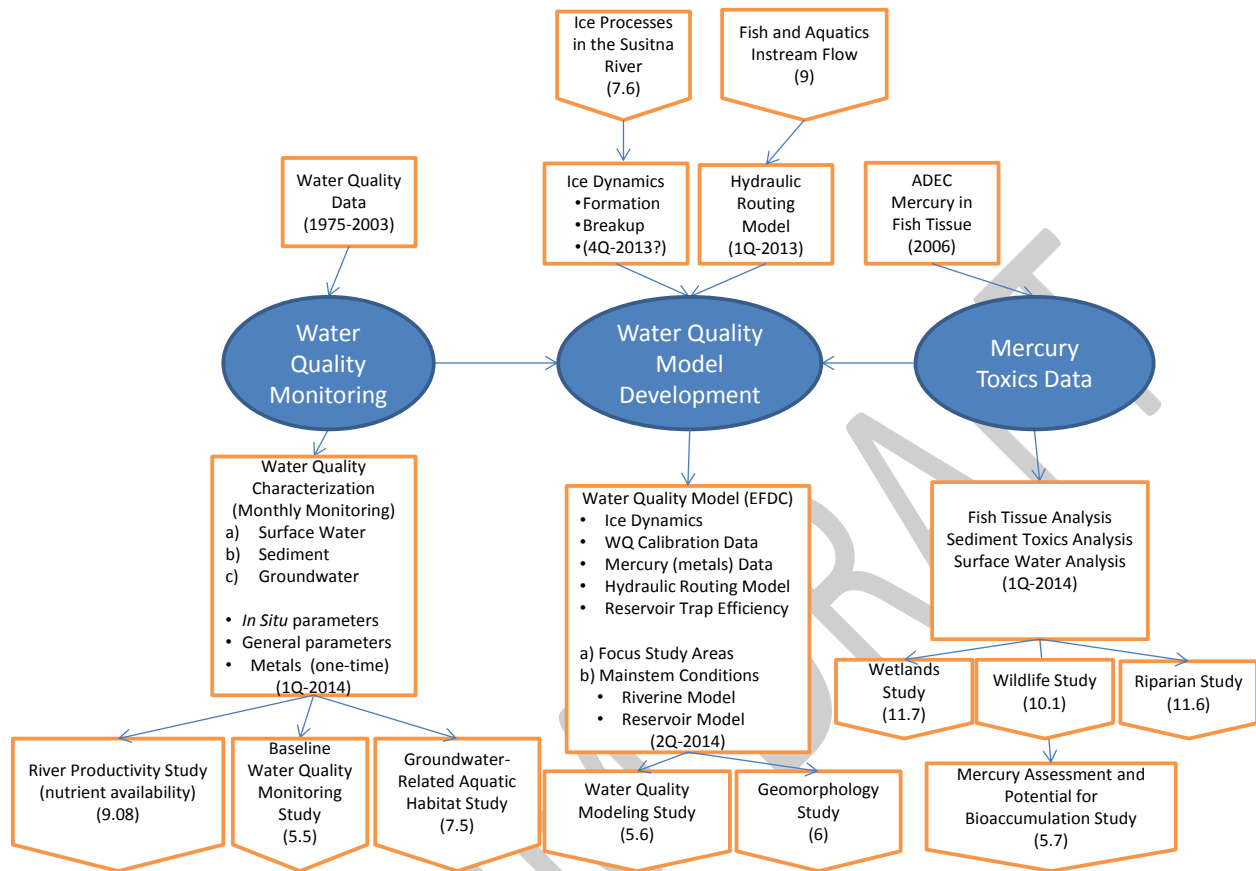 Ice Processes
in the Susitna
River
(7.6)
Fish and Aquatics
Instream Flow
(9)
Water Quality
Data
(1975-2003)
Ice Dynamics
•Formation
•Breakup
•(4Q-2013?)
Hydraulic
Routing
Model
(1Q-2013)
ADEC
Mercury in
Fish Tissue
(2006)
Water
Quality
Monitoring
Water Quality
Model
Development
Mercury
Toxics Data
Water Quality
Characterization
(Monthly Monitoring)
a) Surface Water
b) Sediment
c) Groundwater
• In Situ parameters
• General parameters
• Metals (one-time)
(1Q-2014)
Water Quality Model (EFDC)
• Ice Dynamics
• WQ Calibration Data
• Mercury (metals) Data
• Hydraulic Routing Model
• Reservoir Trap Efficiency
a) Focus Study Areas
b) Mainstem Conditions
• Riverine Model
• Reservoir Model
(2Q-2014)
Fish Tissue Analysis
Sediment Toxics Analysis
Surface Water Analysis
(1Q-2014)
Wetlands
Study
(11.7)
Wildlife Study
(10.1)
Riparian Study
(11.6)
River Productivity Study
(nutrient availability)
(9.08)
Baseline
Water Quality
Monitoring
Study
(5.5)
Groundwater-
Related Aquatic
Habitat Study
(7.5)
Water Quality
Modeling Study
(5.6)
Geomorphology
Study
(6)
Mercury Assessment and
Potential for
Bioaccumulation Study
(5.7)
DRAFT